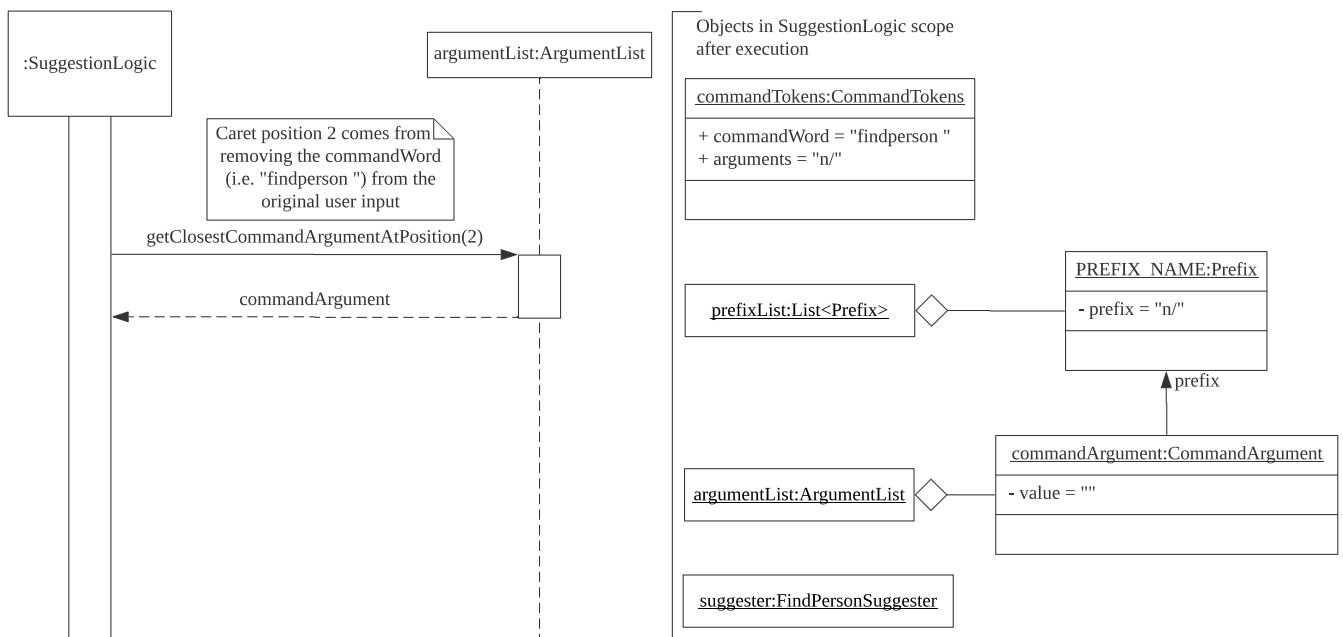 :SuggestionLogic
argumentList:ArgumentList
Caret position 2 comes from
removing the commandWord
(i.e. "findperson ") from the
original user input
getClosestCommandArgumentAtPosition(2)
commandArgument
Objects in SuggestionLogic scope
after execution
commandTokens:CommandTokens
+ commandWord = "findperson "
+ arguments = "n/"
prefixList:List<Prefix>
PREFIX_NAME:Prefix
- prefix = "n/"
prefix
argumentList:ArgumentList
commandArgument:CommandArgument
- value = ""
suggester:FindPersonSuggester